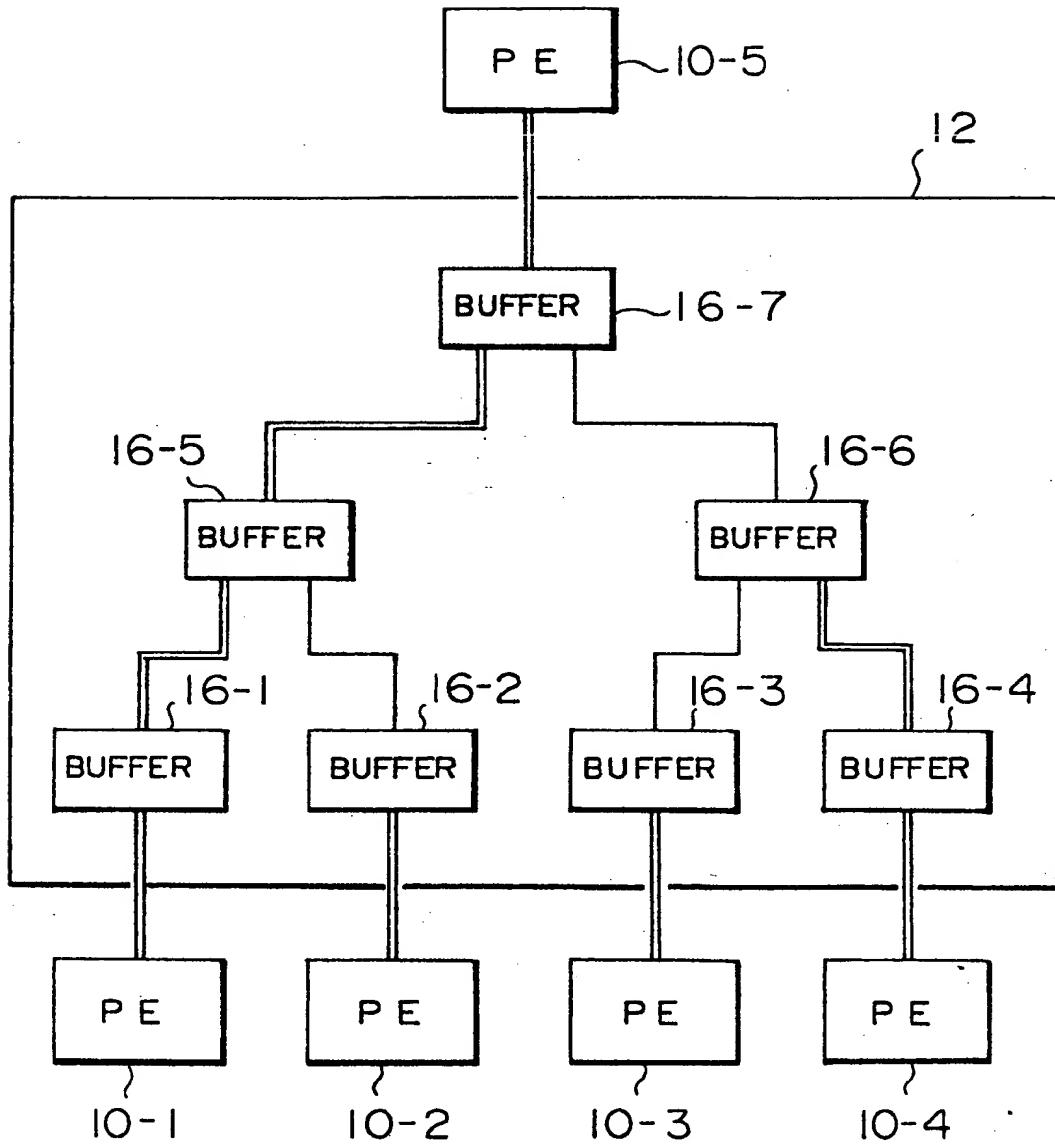 PE 10-5
12
BUFFER 16-7
16-5 16-6
BUFFER BUFFER
16-1 16-2 16-3 16-4
BUFFER BUFFER BUFFER BUFFER
PE PE PE PE
10-1 10-2 10-3 10-4